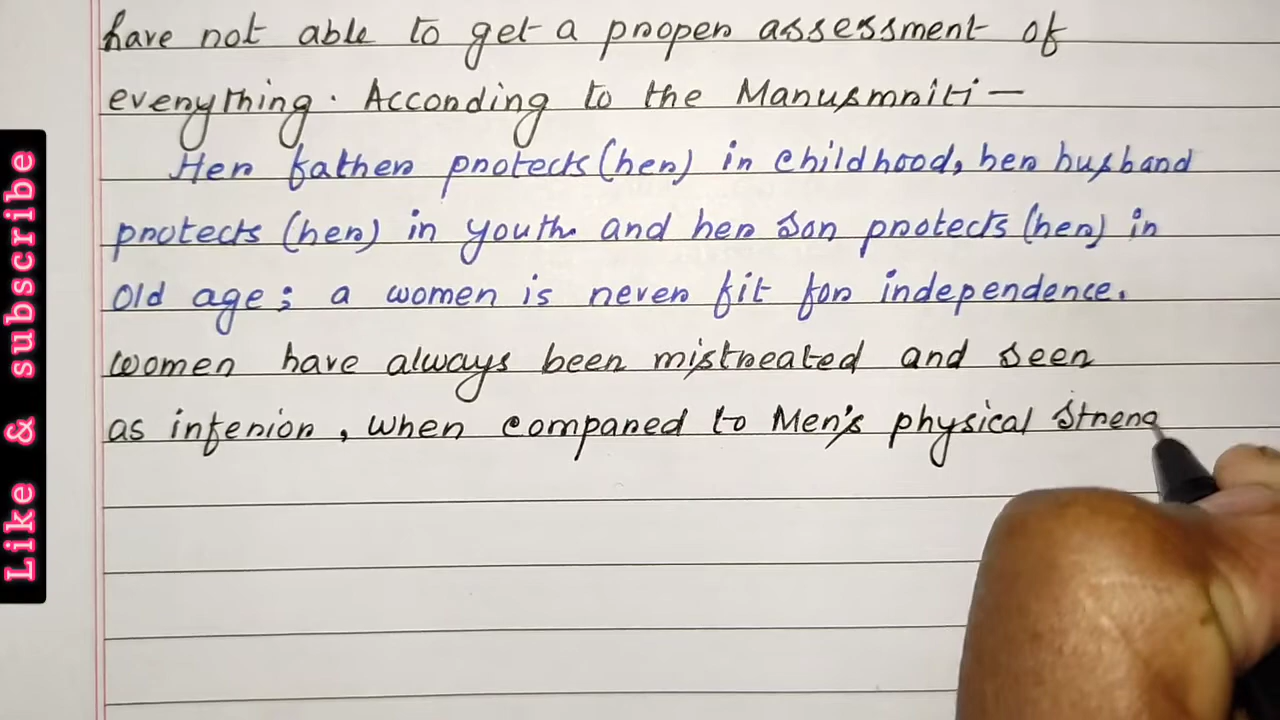 have not able to get a proper assessment of
everything. According to the Manusmriti —
Her father protects (her) in childhood, her husband
protects (her) in youth and her son protects (her) in
Old age; a women is never fit for independence.
women have always been mistreated and seen
as inferior, when compared to Men's physical streng
Like & subscribe